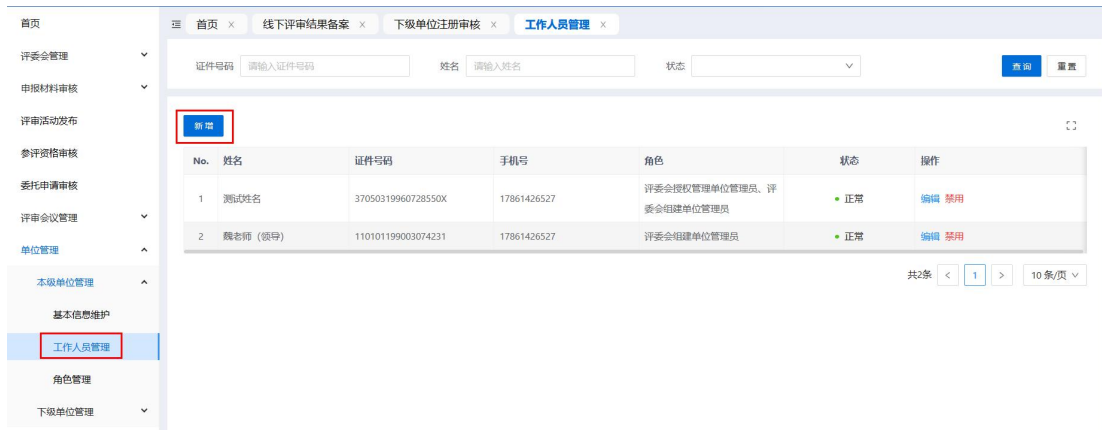 首页
评委会管理
申报材料审核
评审活动发布
参评资格审核
委托申请审核
评审会议管理
单位管理
本级单位管理
基本信息维护
工作人员管理
角色管理
下级单位管理
首页 × 线下评审结果备案 × 下级单位注册审核 × 工作人员管理 ×
证件号码 请输入证件号码 姓名 请输入姓名 状态 查询 重置
新增
No. 姓名 证件号码 手机号 角色 状态 操作
1 测试姓名 37050319960728550X 17861426527 评委会授权管理单位管理员、评
委会组建单位管理员 正常 编辑 禁用
2 魏老师（领导） 110101199003074231 17861426527 评委会组建单位管理员 正常 编辑 禁用
共2条 < 1 > 10 条/页